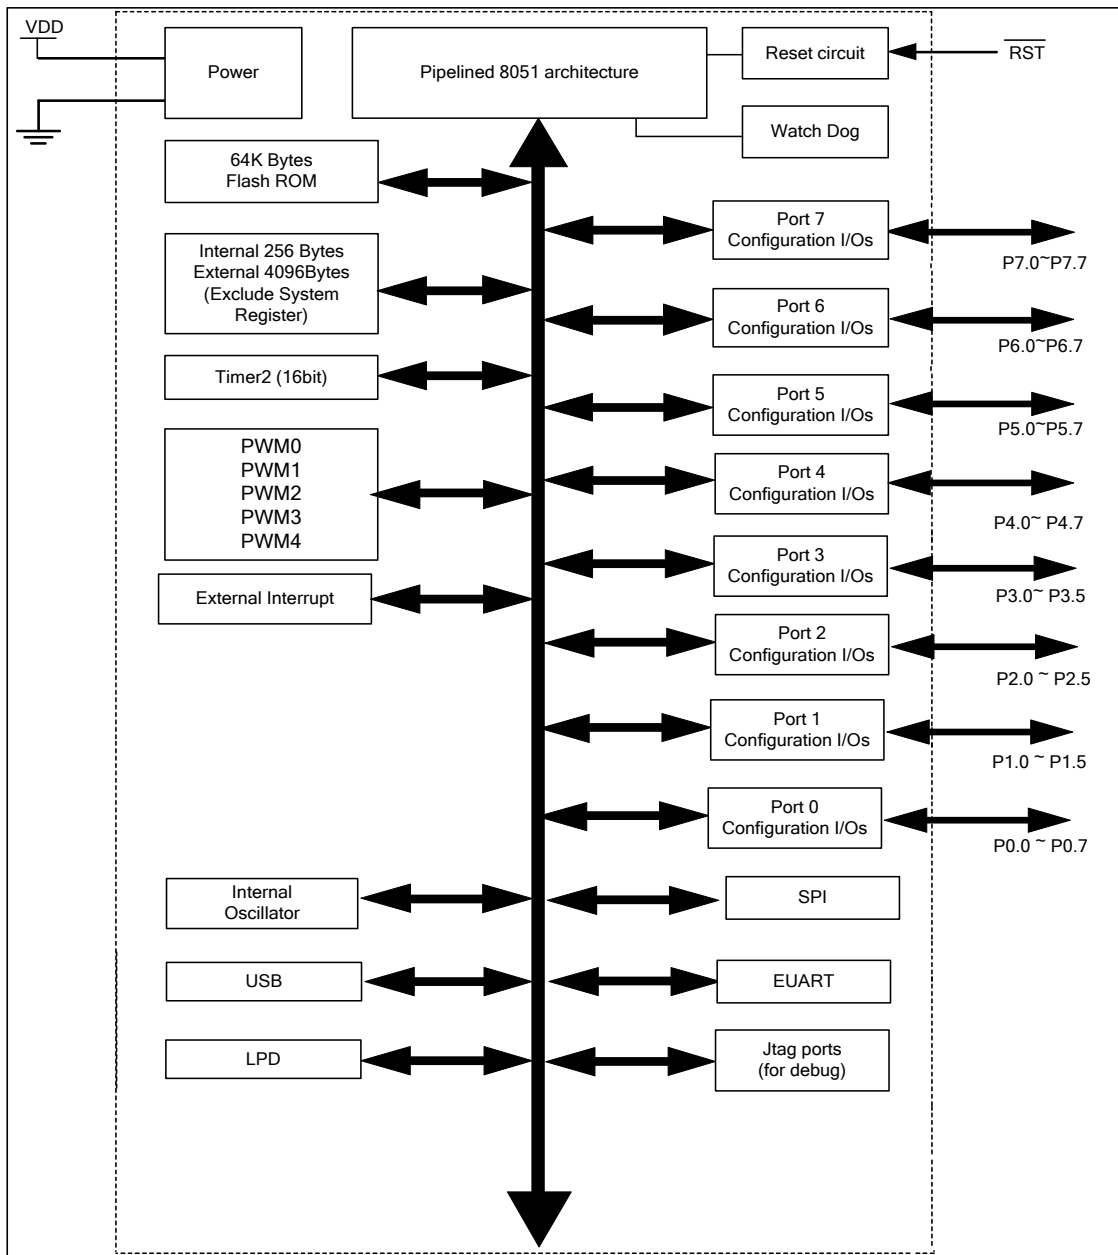 VDD
Power
Pipelined 8051 architecture
Reset circuit
RST
Watch Dog
64K Bytes
Flash ROM
Internal 256 Bytes
External 4096Bytes
(Exclude System
Register)
Timer2 (16bit)
PWM0
PWM1
PWM2
PWM3
PWM4
External Interrupt
Port 7
Configuration I/Os
P7.0~P7.7
Port 6
Configuration I/Os
P6.0~P6.7
Port 5
Configuration I/Os
P5.0~P5.7
Port 4
Configuration I/Os
P4.0~ P4.7
Port 3
Configuration I/Os
P3.0~ P3.5
Port 2
Configuration I/Os
P2.0 ~ P2.5
Port 1
Configuration I/Os
P1.0 ~ P1.5
Port 0
Configuration I/Os
P0.0 ~ P0.7
Internal
Oscillator
SPI
USB
EUART
LPD
Jtag ports
(for debug)